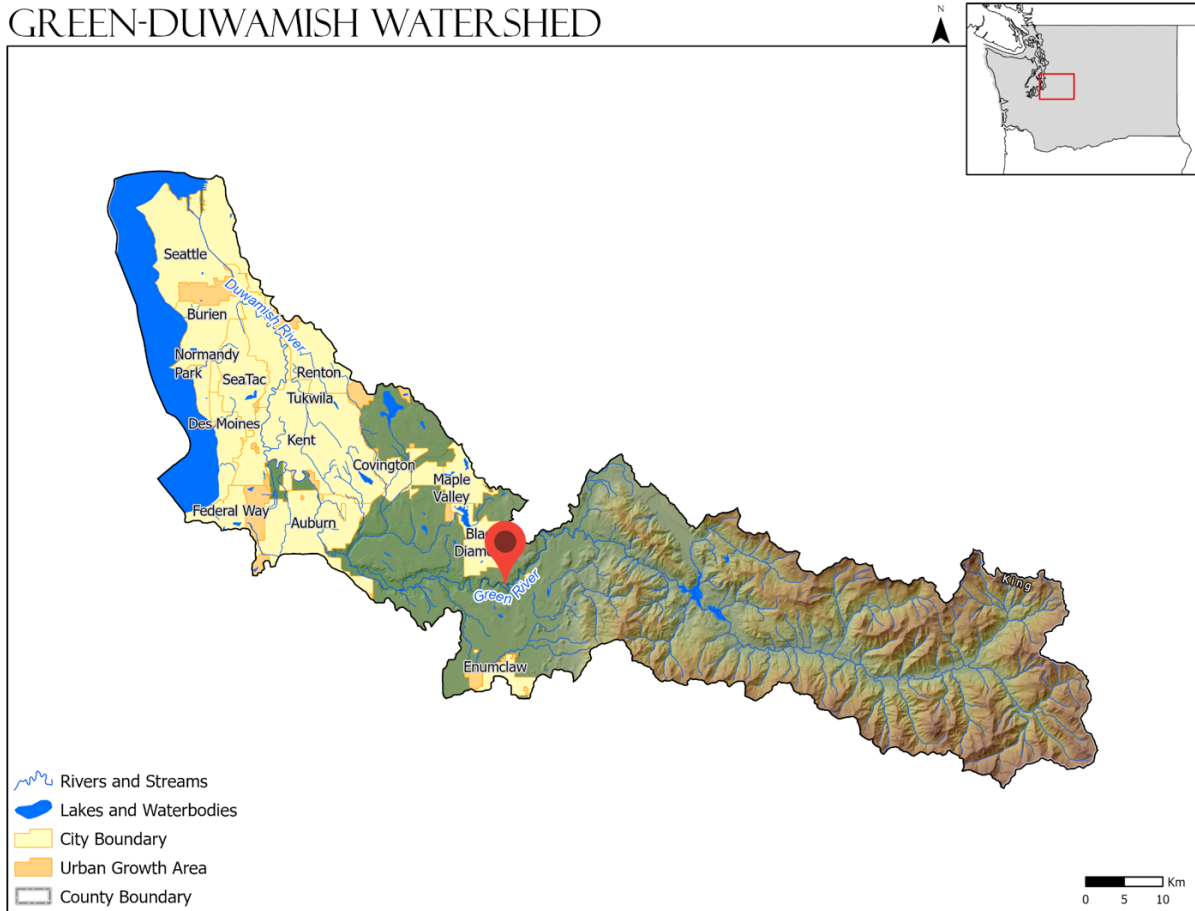 GREEN-DUWAMISH WATERSHED
N
Seattle
Duwamish River
Burien
Normandy
Park
SeaTac
Renton
Tukwila
Des Moines
Kent
Covington
Maple
Valley
Federal Way
Auburn
Green River
King
Enumclaw
Rivers and Streams
Lakes and Waterbodies
City Boundary
Urban Growth Area
County Boundary
Km
0 5 10